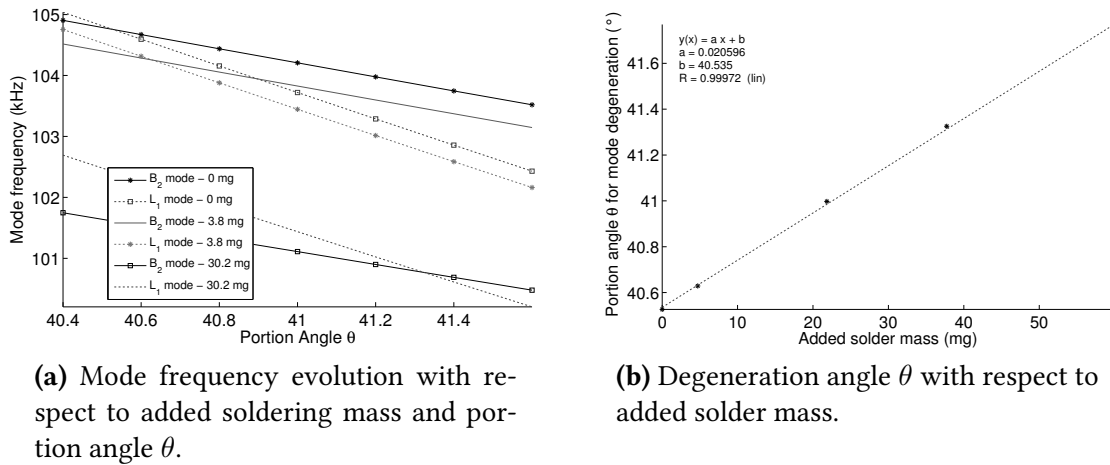 105
104
103
102
101
Mode frequency (kHz)
B2 mode − 0 mg
L1 mode − 0 mg
B2 mode − 3.8 mg
L1 mode − 3.8 mg
B2 mode − 30.2 mg
L1 mode − 30.2 mg
40.4 40.6 40.8 41 41.2 41.4
Portion Angle θ
(a) Mode frequency evolution with re-
spect to added soldering mass and por-
tion angle θ.
Portion angle θ for mode degeneration (°)
41.6
41.4
41.2
41
40.8
40.6
y(x) = a x + b
a = 0.020596
b = 40.535
R = 0.99972 (lin)
0 10 20 30 40 50
Added solder mass (mg)
(b) Degeneration angle θ with respect to
added solder mass.